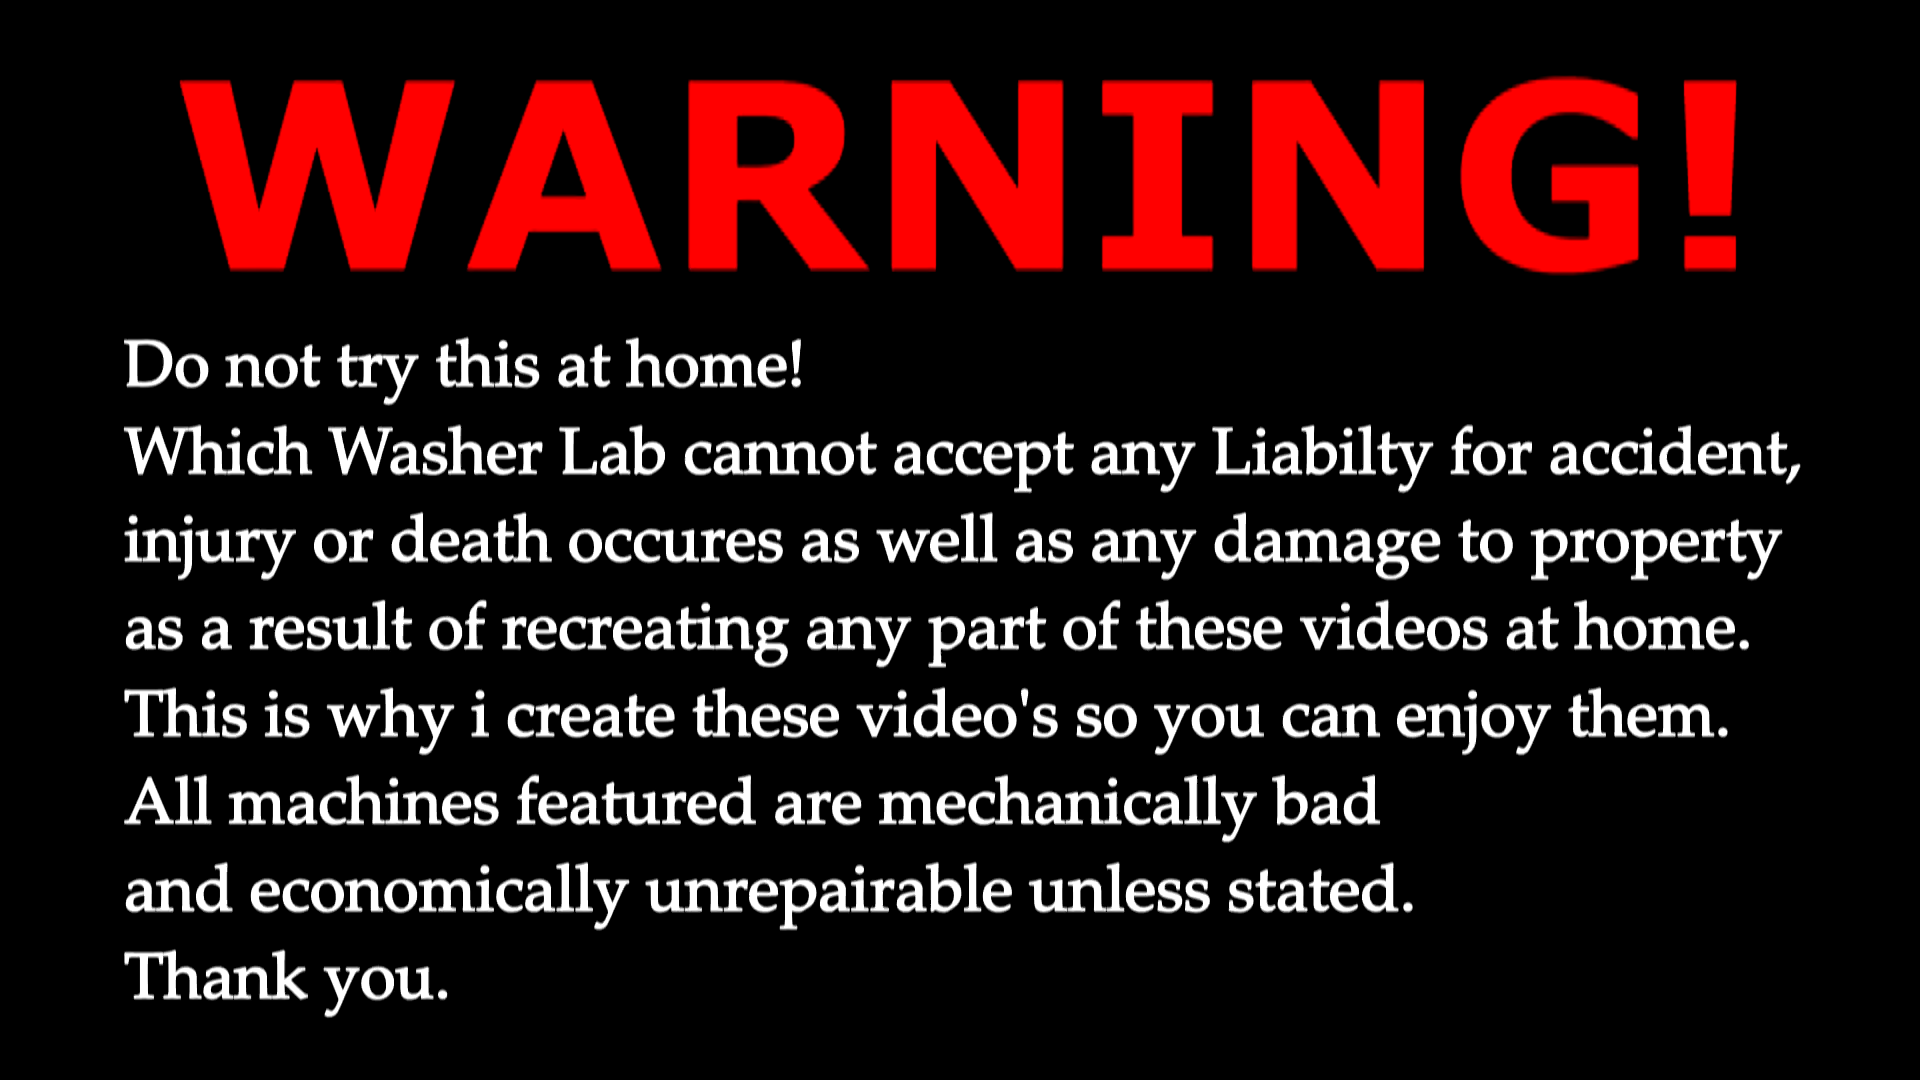 WARNING!
Do not try this at home!
Which Washer Lab cannot accept any Liabilty for accident,
injury or death occures as well as any damage to property
as a result of recreating any part of these videos at home.
This is why i create these video's so you can enjoy them.
All machines featured are mechanically bad
and economically unrepairable unless stated.
Thank you.